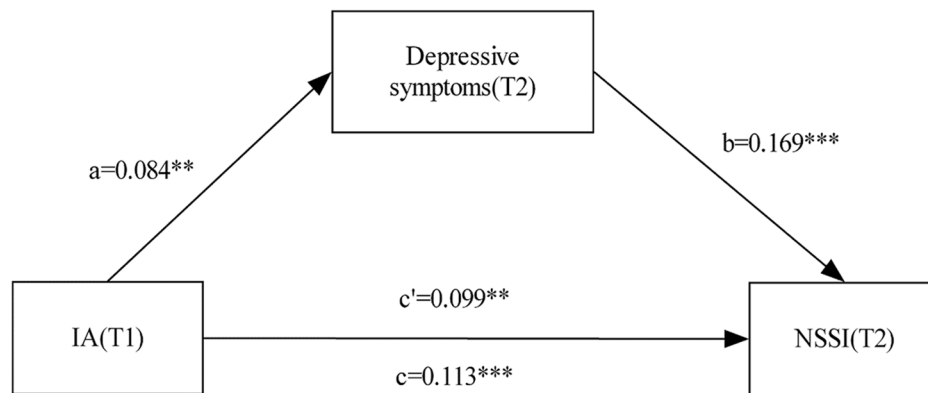 Depressive
symptoms(T2)
a=0.084**
b=0.169***
IA(T1)
c'=0.099**
c=0.113***
NSSI(T2)